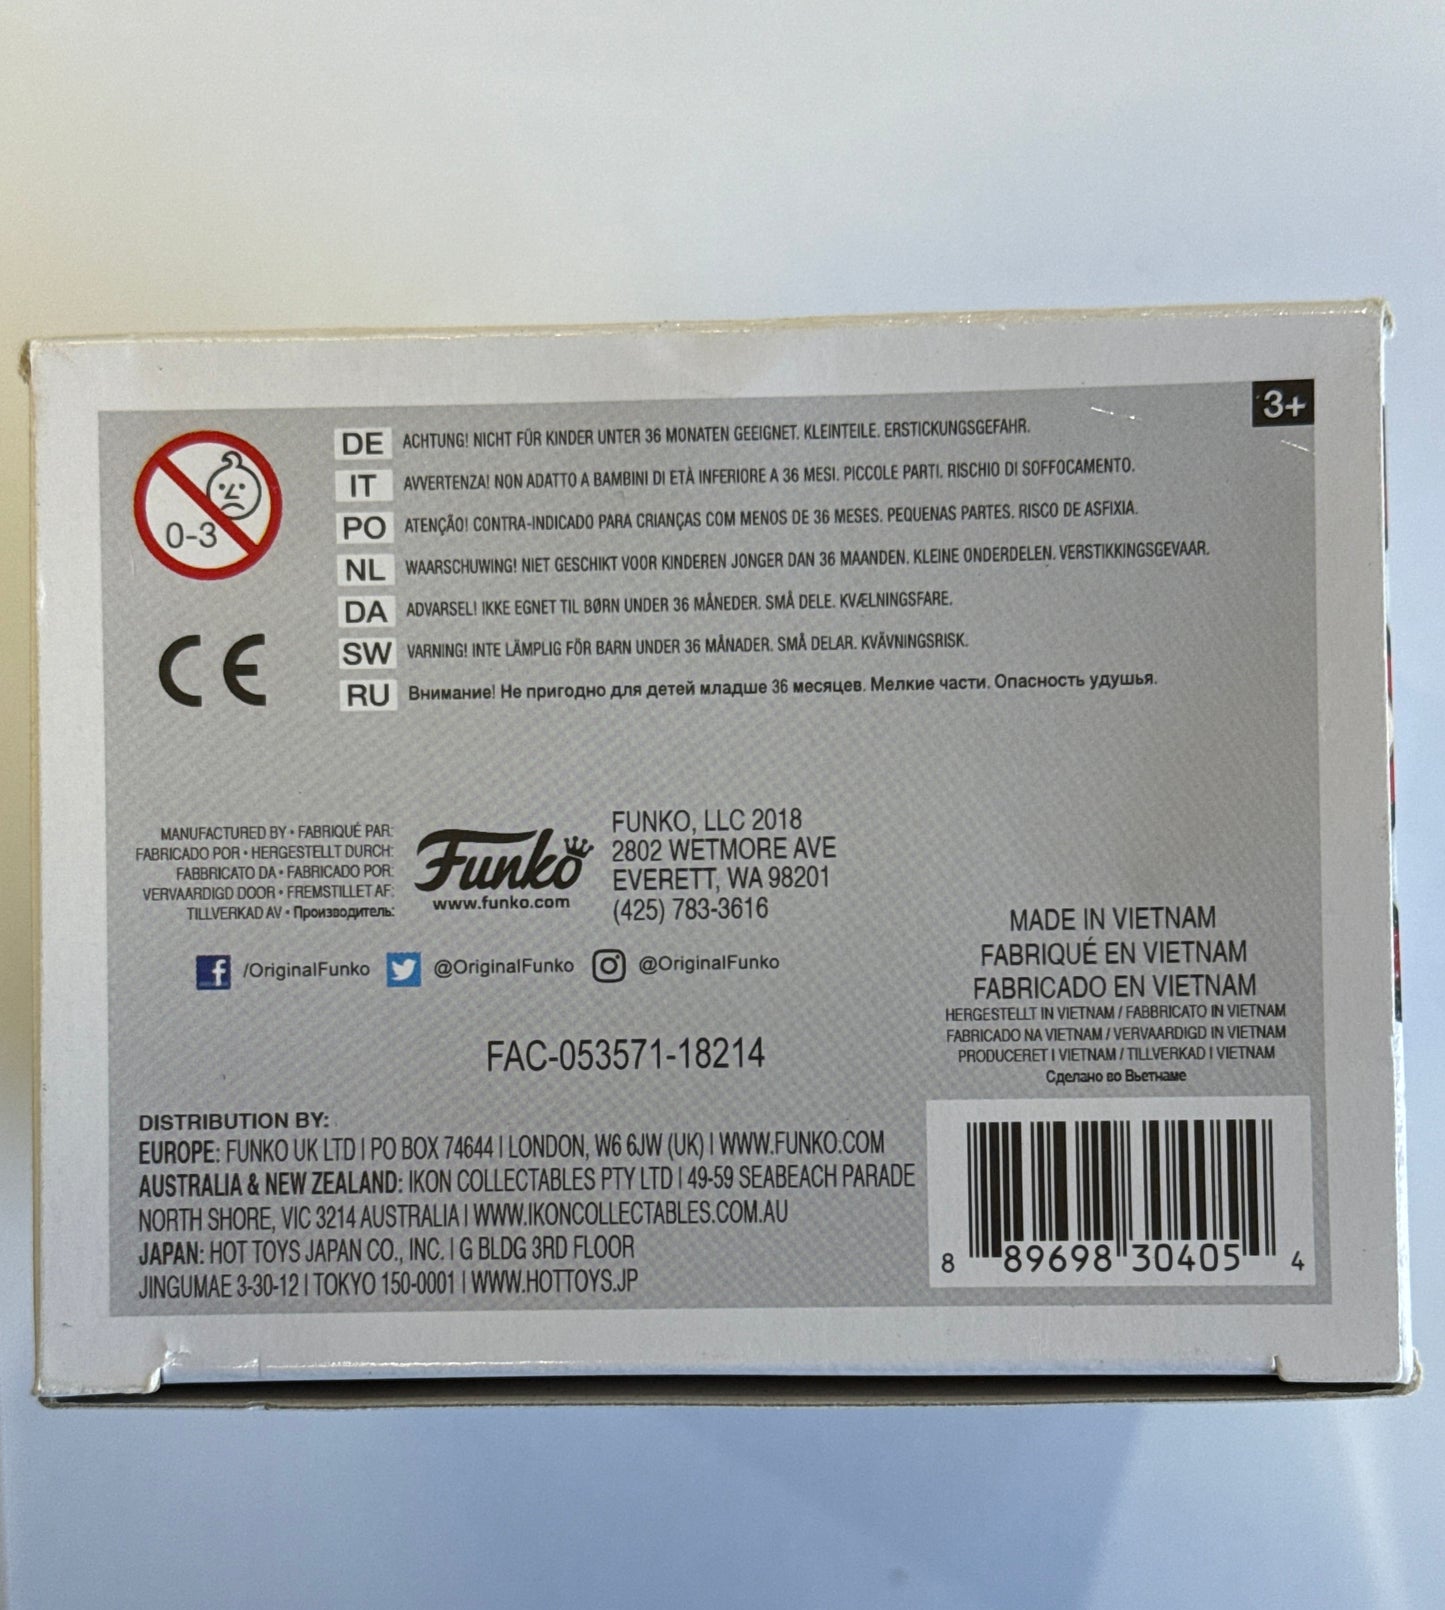 3+
0-3
DE ACHTUNG! NICHT FÜR KINDER UNTER 36 MONATEN GEEIGNET. KLEINTEILE. ERSTICKUNGSGEFAHR.
IT AVVERTENZA! NON ADATTO A BAMBINI DI ETÀ INFERIORE A 36 MESI. PICCOLE PARTI. RISCHIO DI SOFFOCAMENTO.
PO ATENÇÃO! CONTRA-INDICADO PARA CRIANÇAS COM MENOS DE 36 MESES. PEQUENAS PARTES. RISCO DE ASFIXIA.
NL WAARSCHUWING! NIET GESCHIKT VOOR KINDEREN JONGER DAN 36 MAANDEN. KLEINE ONDERDELEN. VERSTIKKINGSGEVAAR.
DA ADVARSEL! IKKE EGNET TIL BØRN UNDER 36 MÅNEDER. SMÅ DELE. KVÆLNINGSFARE.
SW VARNING! INTE LÄMPLIG FÖR BARN UNDER 36 MÅNADER. SMÅ DELAR. KVÄVNINGSRISK.
RU Внимание! Не пригодно для детей младше 36 месяцев. Мелкие части. Опасность удушья.
CE
MANUFACTURED BY • FABRIQUÉ PAR:
FABRICADO POR • HERGESTELLT DURCH:
FABBRICATO DA • FABRICADO POR:
VERVAARDIGD DOOR • FREMSTILLET AF:
TILLVERKAD AV • Производитель:
Funko
www.funko.com
FUNKO, LLC 2018
2802 WETMORE AVE
EVERETT, WA 98201
(425) 783-3616
f /OriginalFunko @OriginalFunko @OriginalFunko
MADE IN VIETNAM
FABRIQUÉ EN VIETNAM
FABRICADO EN VIETNAM
HERGESTELLT IN VIETNAM / FABBRICATO IN VIETNAM
FABRICADO NA VIETNAM / VERVAARDIGD IN VIETNAM
PRODUCERET I VIETNAM / TILLVERKAD I VIETNAM
Сделано во Вьетнаме
FAC-053571-18214
DISTRIBUTION BY:
EUROPE: FUNKO UK LTD | PO BOX 74644 | LONDON, W6 6JW (UK) | WWW.FUNKO.COM
AUSTRALIA & NEW ZEALAND: IKON COLLECTABLES PTY LTD | 49-59 SEABEACH PARADE
NORTH SHORE, VIC 3214 AUSTRALIA | WWW.IKONCOLLECTABLES.COM.AU
JAPAN: HOT TOYS JAPAN CO., INC. | G BLDG 3RD FLOOR
JINGUMAE 3-30-12 | TOKYO 150-0001 | WWW.HOTTOYS.JP
8 89698 30405 4